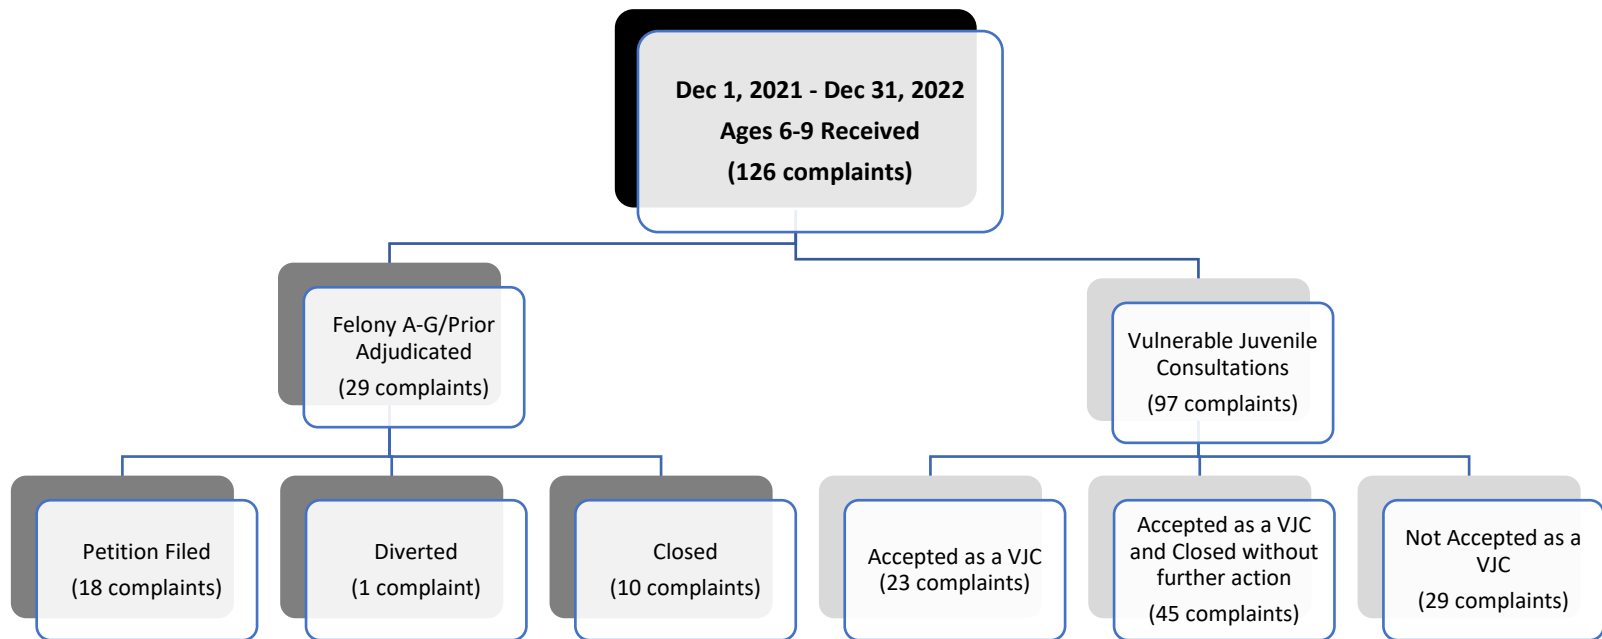 Dec 1, 2021 - Dec 31, 2022
Ages 6-9 Received
(126 complaints)
Felony A-G/Prior
Adjudicated
(29 complaints)
Vulnerable Juvenile
Consultations
(97 complaints)
Petition Filed
(18 complaints)
Diverted
(1 complaint)
Closed
(10 complaints)
Accepted as a VJC
(23 complaints)
Accepted as a VJC
and Closed without
further action
(45 complaints)
Not Accepted as a
VJC
(29 complaints)